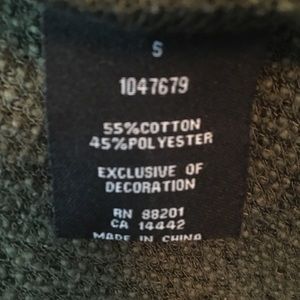 S
1047679
55%COTTON
45%POLYESTER
EXCLUSIVE OF
DECORATION
RN 88201
CA 14442
MADE IN CHINA